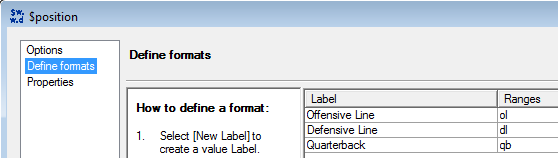 $w.
w.d
$position
Options
Define formats
Properties
Define formats
How to define a format:
1. Select [New Label] to
create a value Label.
Label Ranges
Offensive Line ol
Defensive Line dl
Quarterback qb